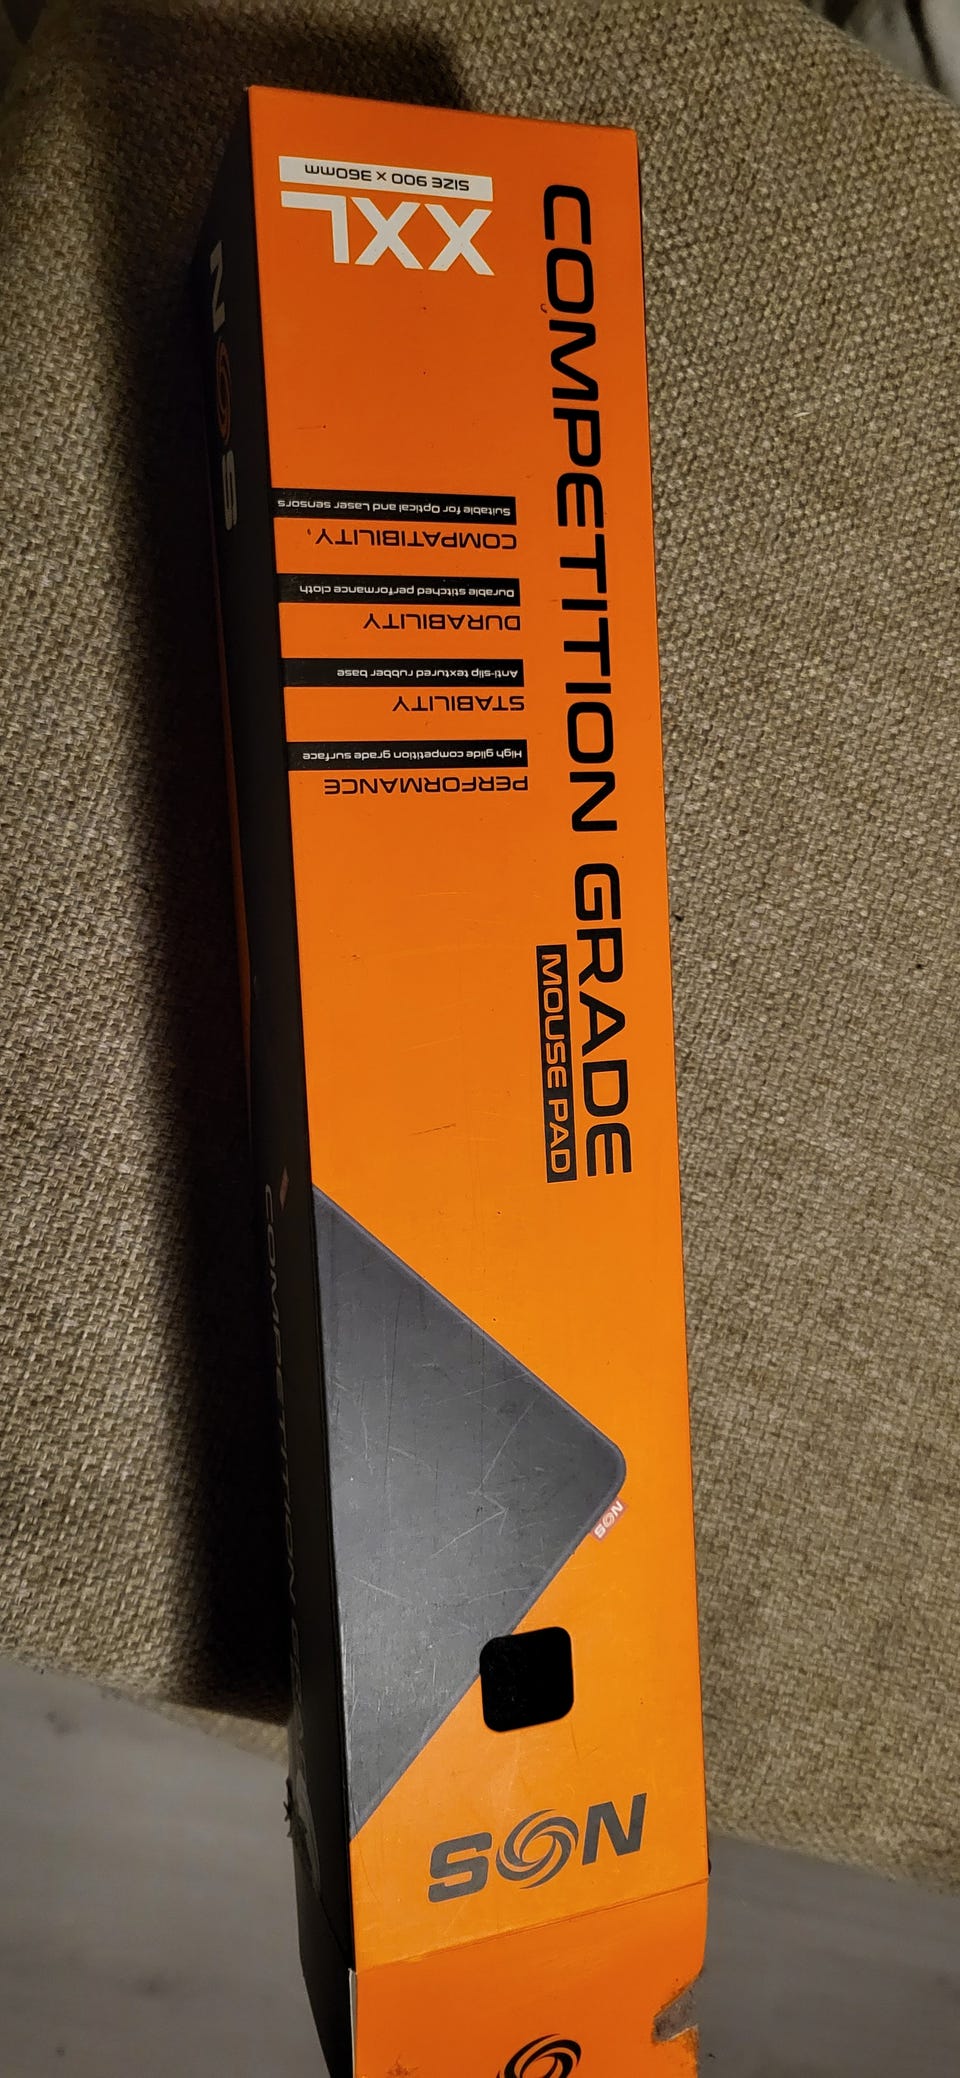 NOS
NOS
MOUSE PAD
COMPETITION GRADE
PERFORMANCE
High glide competition grade surface
STABILITY
Anti-slip textured rubber base
DURABILITY
Durable stitched performance cloth
COMPATIBILITY,
Suitable for Optical and Laser sensors
XXL
SIZE 900 x 360mm
NOS
COMPETITION